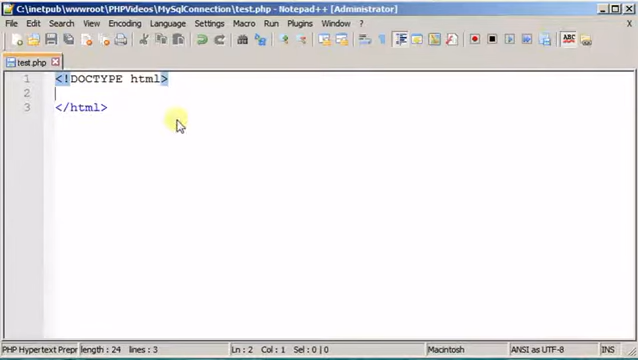 C:\inetpub\wwwroot\PHPVideos\MySqlConnection\test.php - Notepad++ [Administrator]
File Edit Search View Encoding Language Settings Macro Run Plugins Window ? X
test.php
1 <!DOCTYPE html>
2
3 </html>
PHP Hypertext Prepr length : 24 lines : 3 Ln : 2 Col : 1 Sel : 0 | 0 Macintosh ANSI as UTF-8 INS